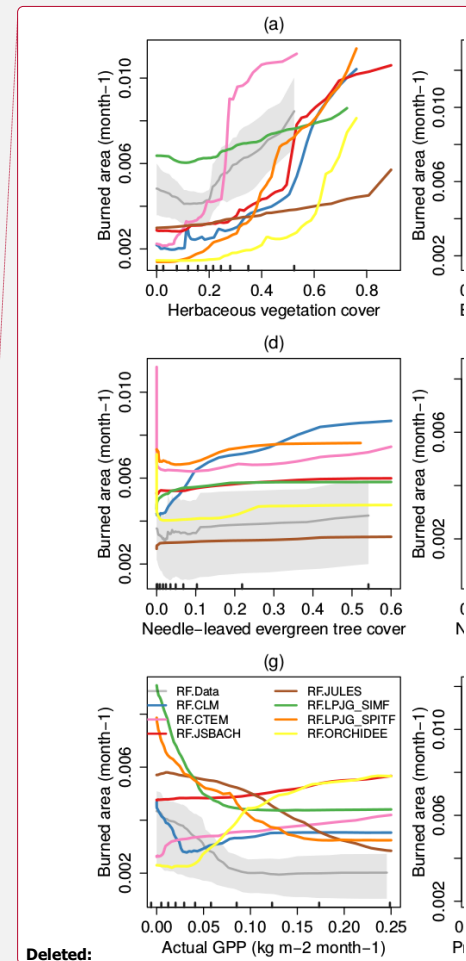 (a)
Burned area (month−1)
0.002 0.006 0.010
0.0 0.2 0.4 0.6 0.8
Herbaceous vegetation cover
(d)
Burned area (month−1)
0.002 0.006 0.010
0.0 0.1 0.2 0.3 0.4 0.5 0.6
Needle−leaved evergreen tree cover
(g)
RF.Data RF.JULES
RF.CLM RF.LPJG_SIMF
RF.CTEM RF.LPJG_SPITF
RF.JSBACH RF.ORCHIDEE
Burned area (month−1)
0.002 0.006
0.00 0.05 0.10 0.15 0.20 0.25
Actual GPP (kg m−2 month−1)
Burned area (month−1)
0.002 0.006 0.010
Burned area (month−1)
0.002 0.006
Burned area (month−1)
0.002 0.006 0.010
Deleted: